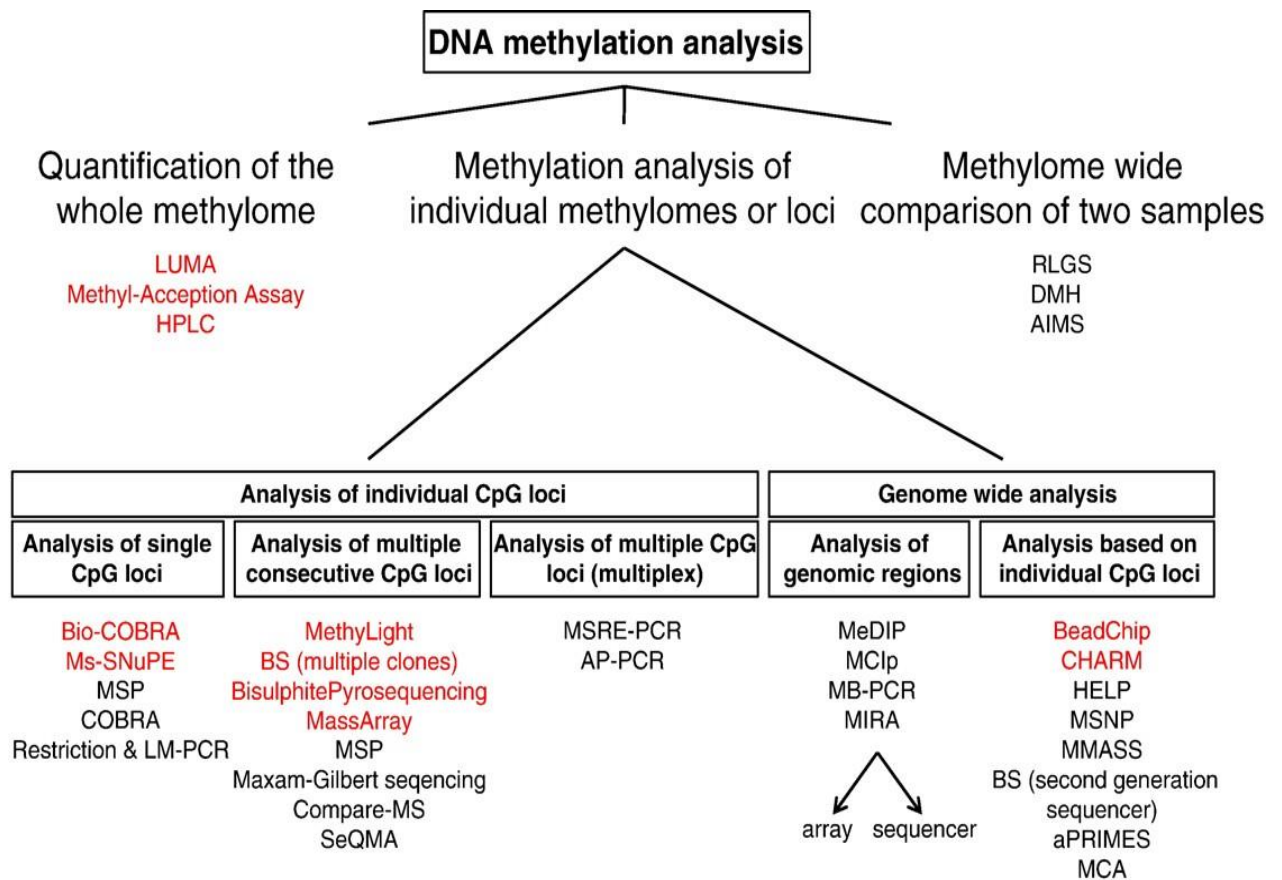 DNA methylation analysis
Quantification of the
whole methylome
LUMA
Methyl-Acception Assay
HPLC
Methylation analysis of
individual methylomes or loci
Methylome wide
comparison of two samples
RLGS
DMH
AIMS
Analysis of individual CpG loci
Analysis of single
CpG loci
Bio-COBRA
Ms-SNuPE
MSP
COBRA
Restriction & LM-PCR
Analysis of multiple
consecutive CpG loci
MethyLight
BS (multiple clones)
BisulphitePyrosequencing
MassArray
MSP
Maxam-Gilbert seqencing
Compare-MS
SeQMA
Analysis of multiple CpG
loci (multiplex)
MSRE-PCR
AP-PCR
Genome wide analysis
Analysis of
genomic regions
MeDIP
MCIp
MB-PCR
MIRA
array
sequencer
Analysis based on
individual CpG loci
BeadChip
CHARM
HELP
MSNP
MMASS
BS (second generation
sequencer)
aPRIMES
MCA